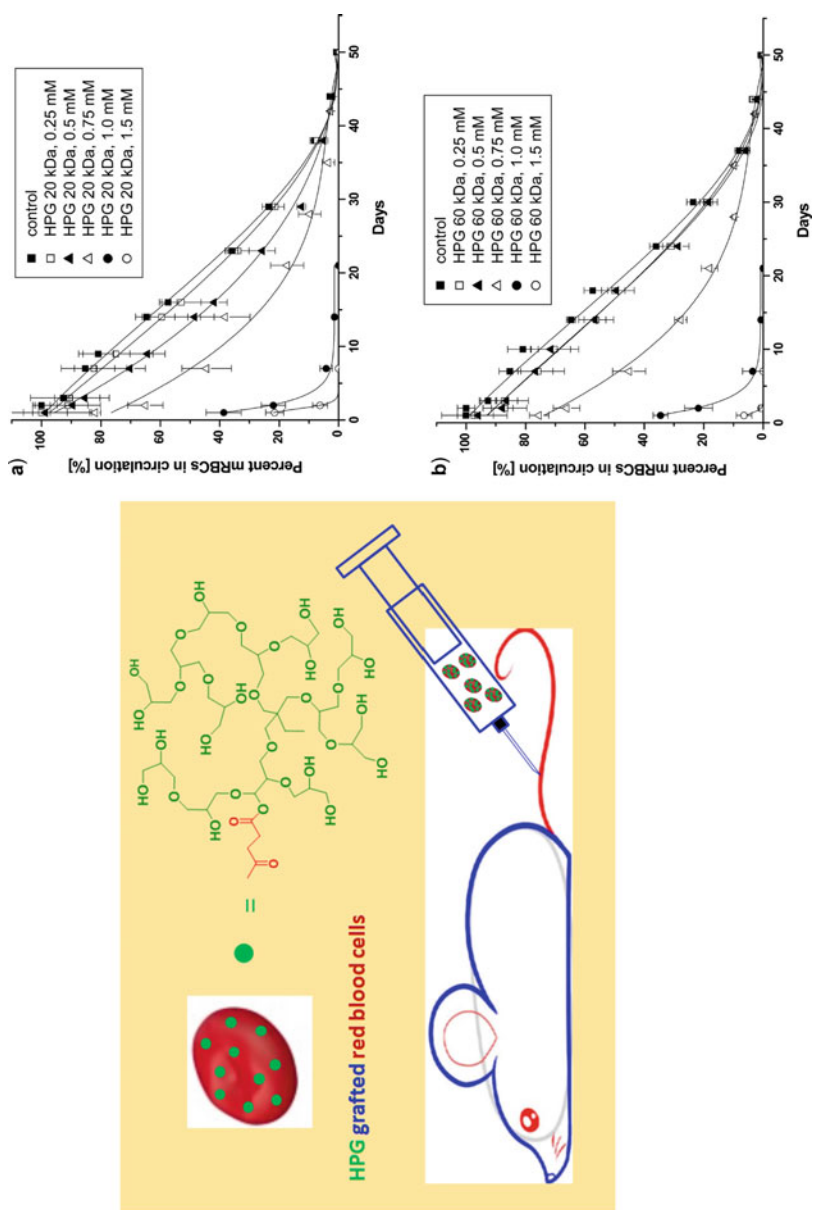 HPG grafted red blood cells
=
OH
HO
O
a)
Percent mRBCs in circulation [%]
100
80
60
40
20
0
0
10
20
30
40
50
Days
control
HPG 20 kDa, 0.25 mM
HPG 20 kDa, 0.5 mM
HPG 20 kDa, 0.75 mM
HPG 20 kDa, 1.0 mM
HPG 20 kDa, 1.5 mM
b)
Percent mRBCs in circulation [%]
100
80
60
40
20
0
0
10
20
30
40
50
Days
control
HPG 60 kDa, 0.25 mM
HPG 60 kDa, 0.5 mM
HPG 60 kDa, 0.75 mM
HPG 60 kDa, 1.0 mM
HPG 60 kDa, 1.5 mM